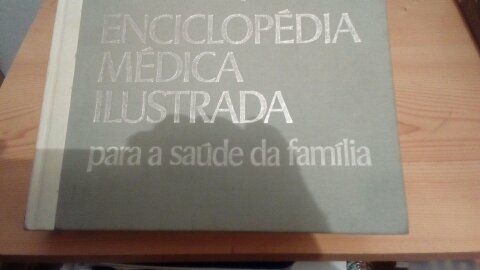 ENCICLOPÉDIA
MÉDICA
ILUSTRADA
para a saúde da família